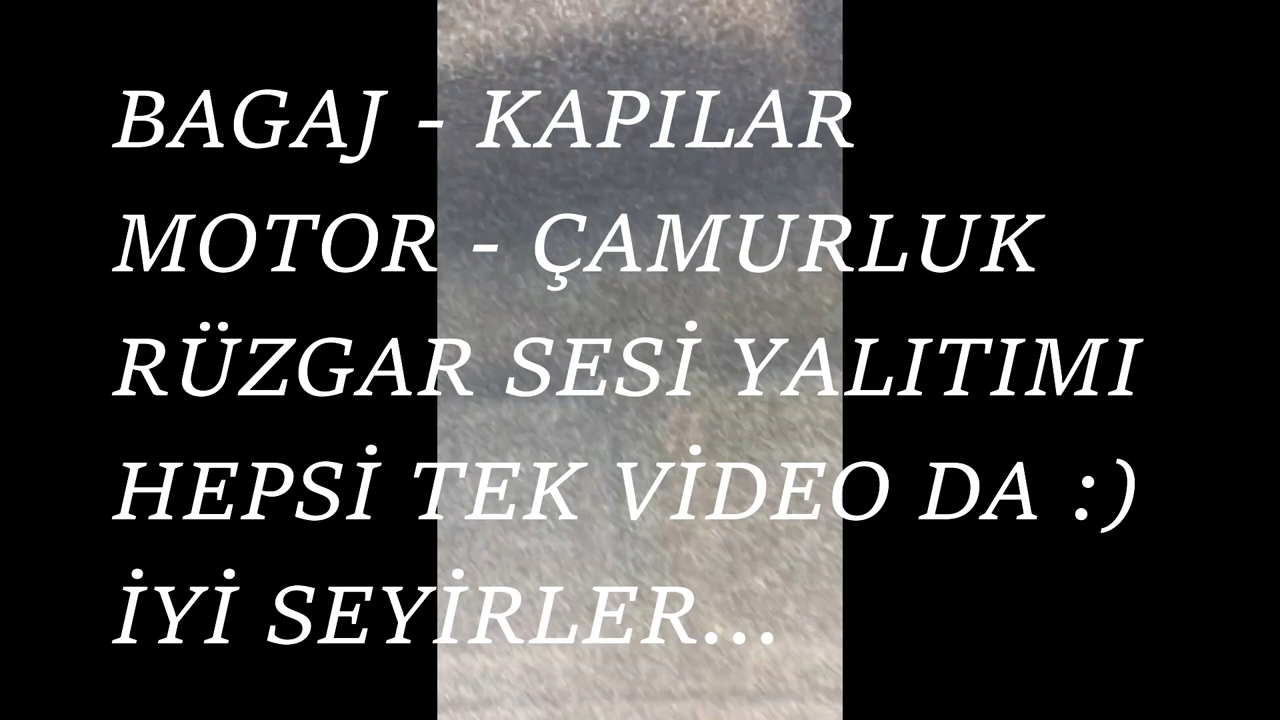 BAGAJ - KAPILAR
MOTOR - ÇAMURLUK
RÜZGAR SESİ YALITIMI
HEPSİ TEK VİDEO DA :)
İYİ SEYİRLER...